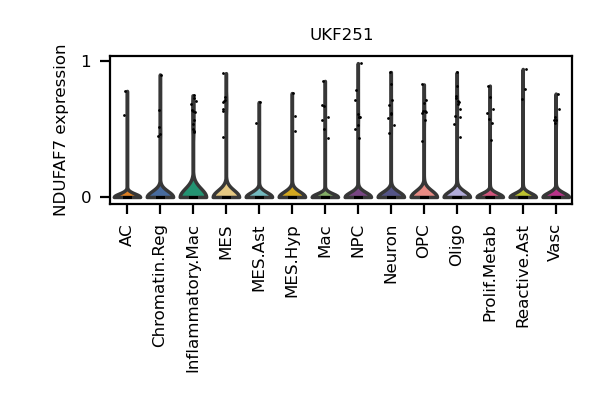 UKF251
NDUFAF7 expression
1
0
AC
Chromatin.Reg
Inflammatory.Mac
MES
MES.Ast
MES.Hyp
Mac
NPC
Neuron
OPC
Oligo
Prolif.Metab
Reactive.Ast
Vasc